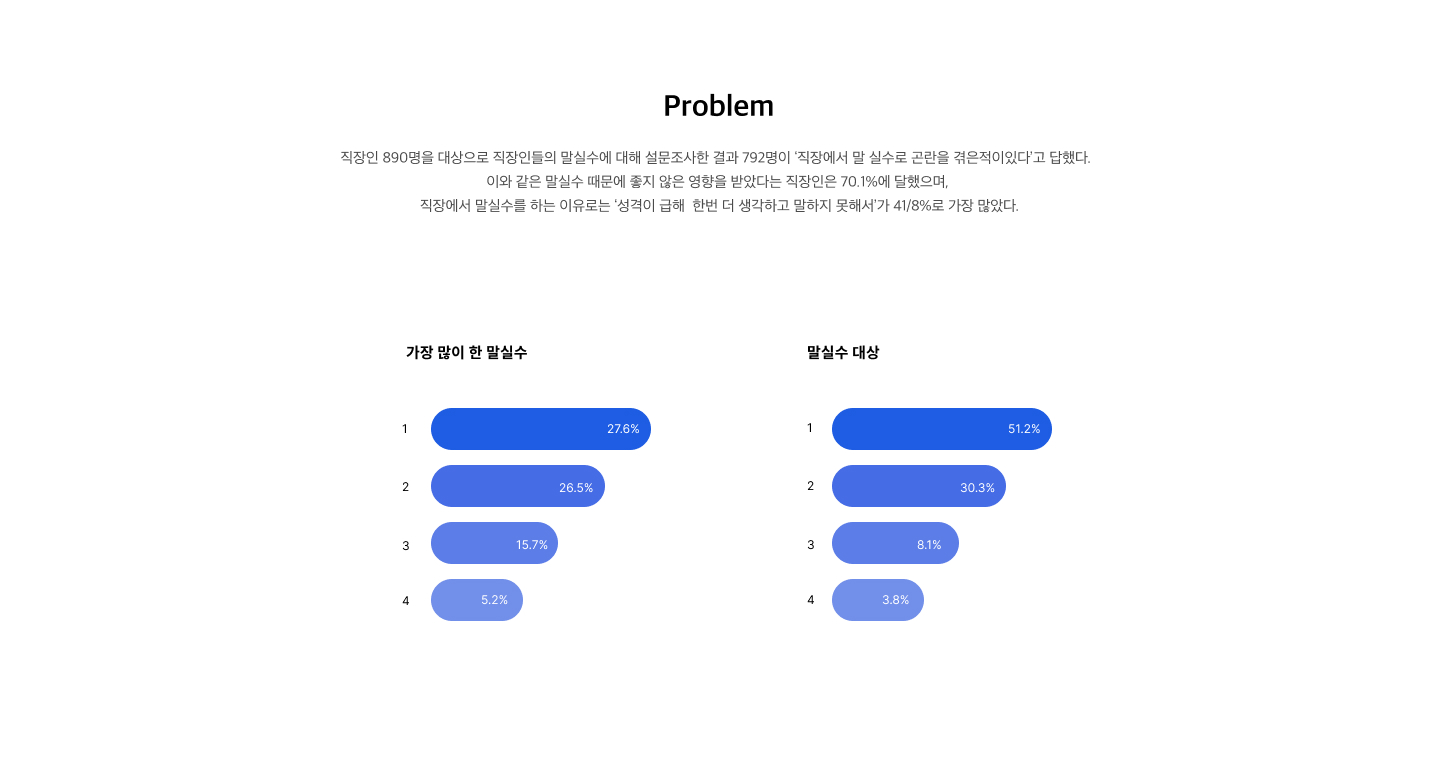 Problem
직장인 890명을 대상으로 직장인들의 말실수에 대해 설문조사한 결과 792명이 ‘직장에서 말 실수로 곤란을 겪은적이있다’고 답했다.
이와 같은 말실수 때문에 좋지 않은 영향을 받았다는 직장인은 70.1%에 달했으며,
직장에서 말실수를 하는 이유로는 ‘성격이 급해  한번 더 생각하고 말하지 못해서’가 41/8%로 가장 많았다.
가장 많이 한 말실수
1 27.6%
2 26.5%
3 15.7%
4 5.2%
말실수 대상
1 51.2%
2 30.3%
3 8.1%
4 3.8%